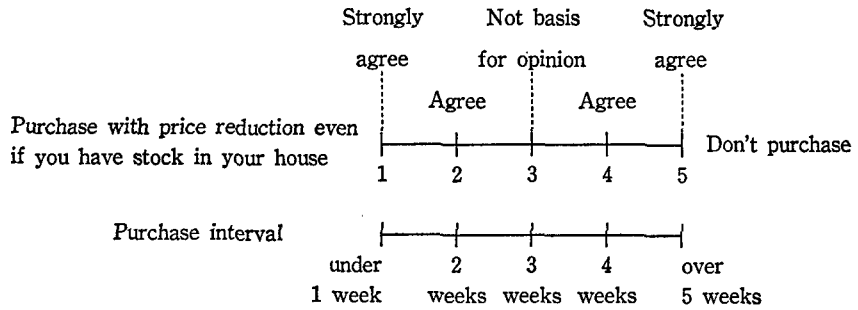 Strongly Not basis Strongly
agree for opinion agree
Agree Agree
Purchase with price reduction even
if you have stock in your house
Don't purchase
1 2 3 4 5
Purchase interval
under 2 3 4 over
1 week weeks weeks weeks 5 weeks